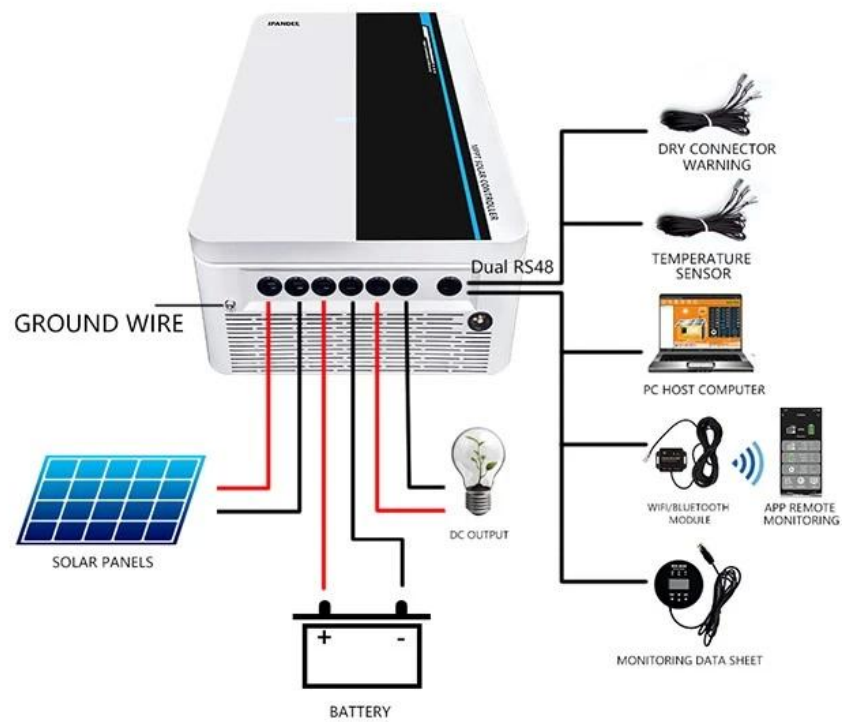 IPANDEE
MPPT SOLAR CONTROLLER
Dual RS48
GROUND WIRE
DRY CONNECTOR
WARNING
TEMPERATURE
SENSOR
PC HOST COMPUTER
WIFI/BLUETOOTH
MODULE
APP REMOTE
MONITORING
MONITORING DATA SHEET
SOLAR PANELS
DC OUTPUT
+
-
BATTERY